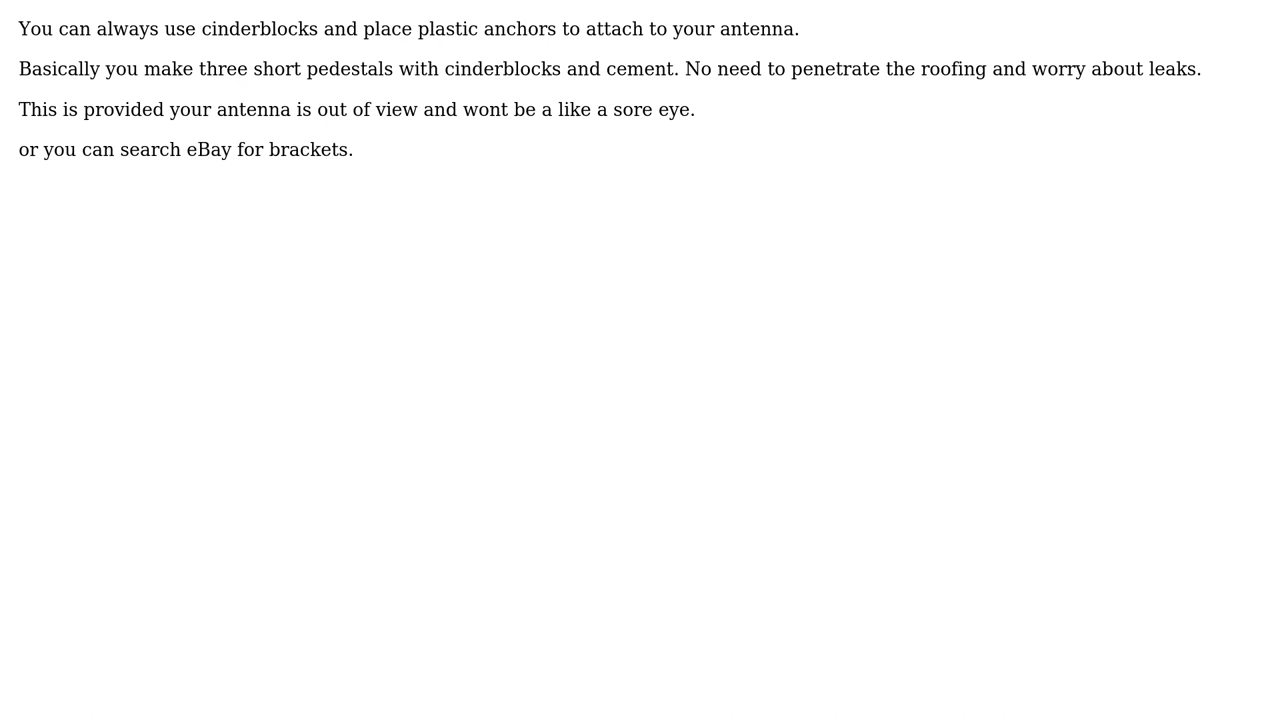 You can always use cinderblocks and place plastic anchors to attach to your antenna.
Basically you make three short pedestals with cinderblocks and cement. No need to penetrate the roofing and worry about leaks.
This is provided your antenna is out of view and wont be a like a sore eye.
or you can search eBay for brackets.